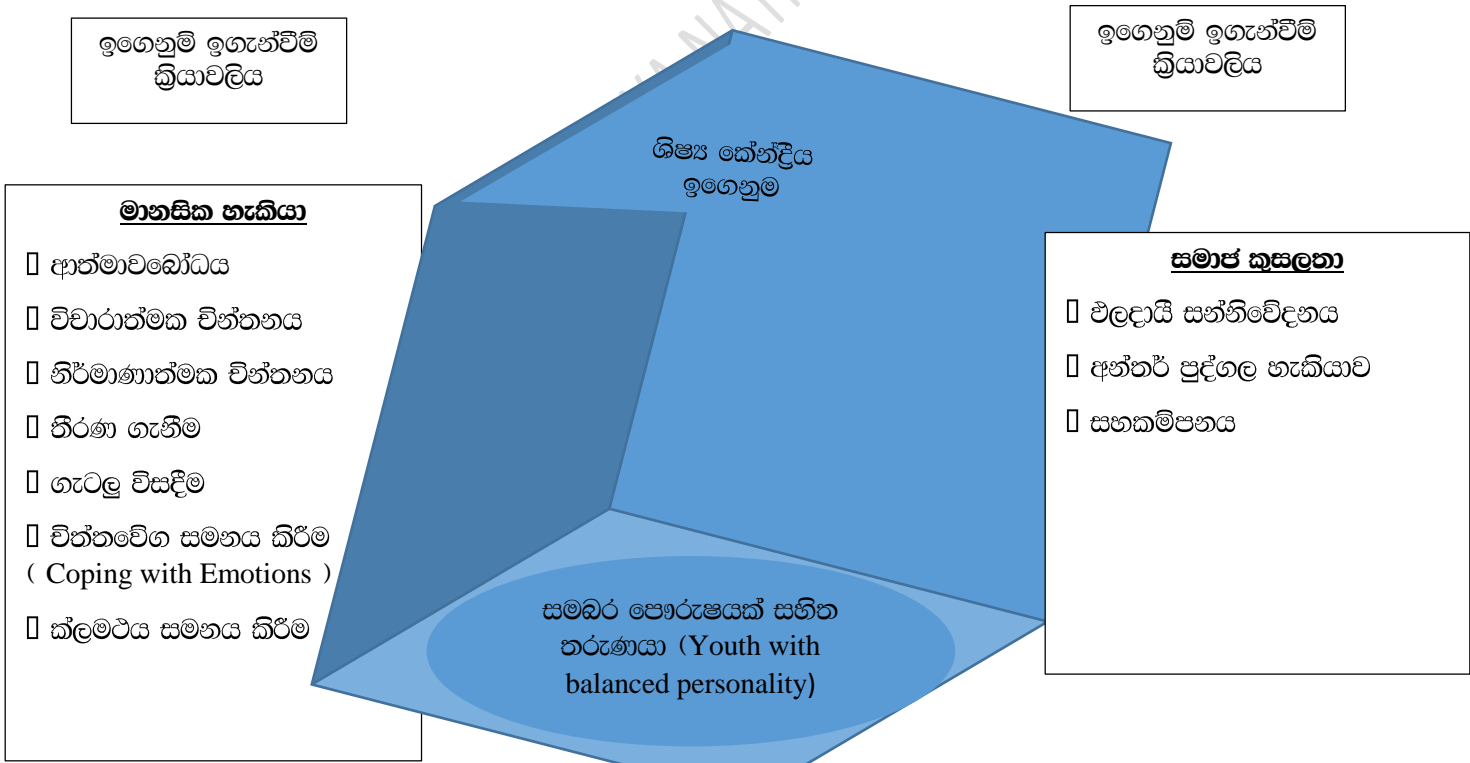 ඉගෙනුම් ඉගැන්වීම්
ක්‍රියාවලිය
ඉගෙනුම් ඉගැන්වීම්
ක්‍රියාවලිය
ශිෂ්‍ය කේන්ද්‍රීය
ඉගෙනුම
මානසික හැකියා
ආත්මාවබෝධය
විචාරාත්මක චින්තනය
නිර්මාණාත්මක චින්තනය
තීරණ ගැනීම
ගැටලු විසදීම
චිත්තවේග සමනය කිරීම
( Coping with Emotions )
ක්ලමථය සමනය කිරීම
සමාජ කුසලතා
ඵලදායී සන්නිවේදනය
අන්තර් පුද්ගල හැකියාව
සහකම්පනය
සමබර පෞරුෂයක් සහිත
තරුණයා (Youth with
balanced personality)